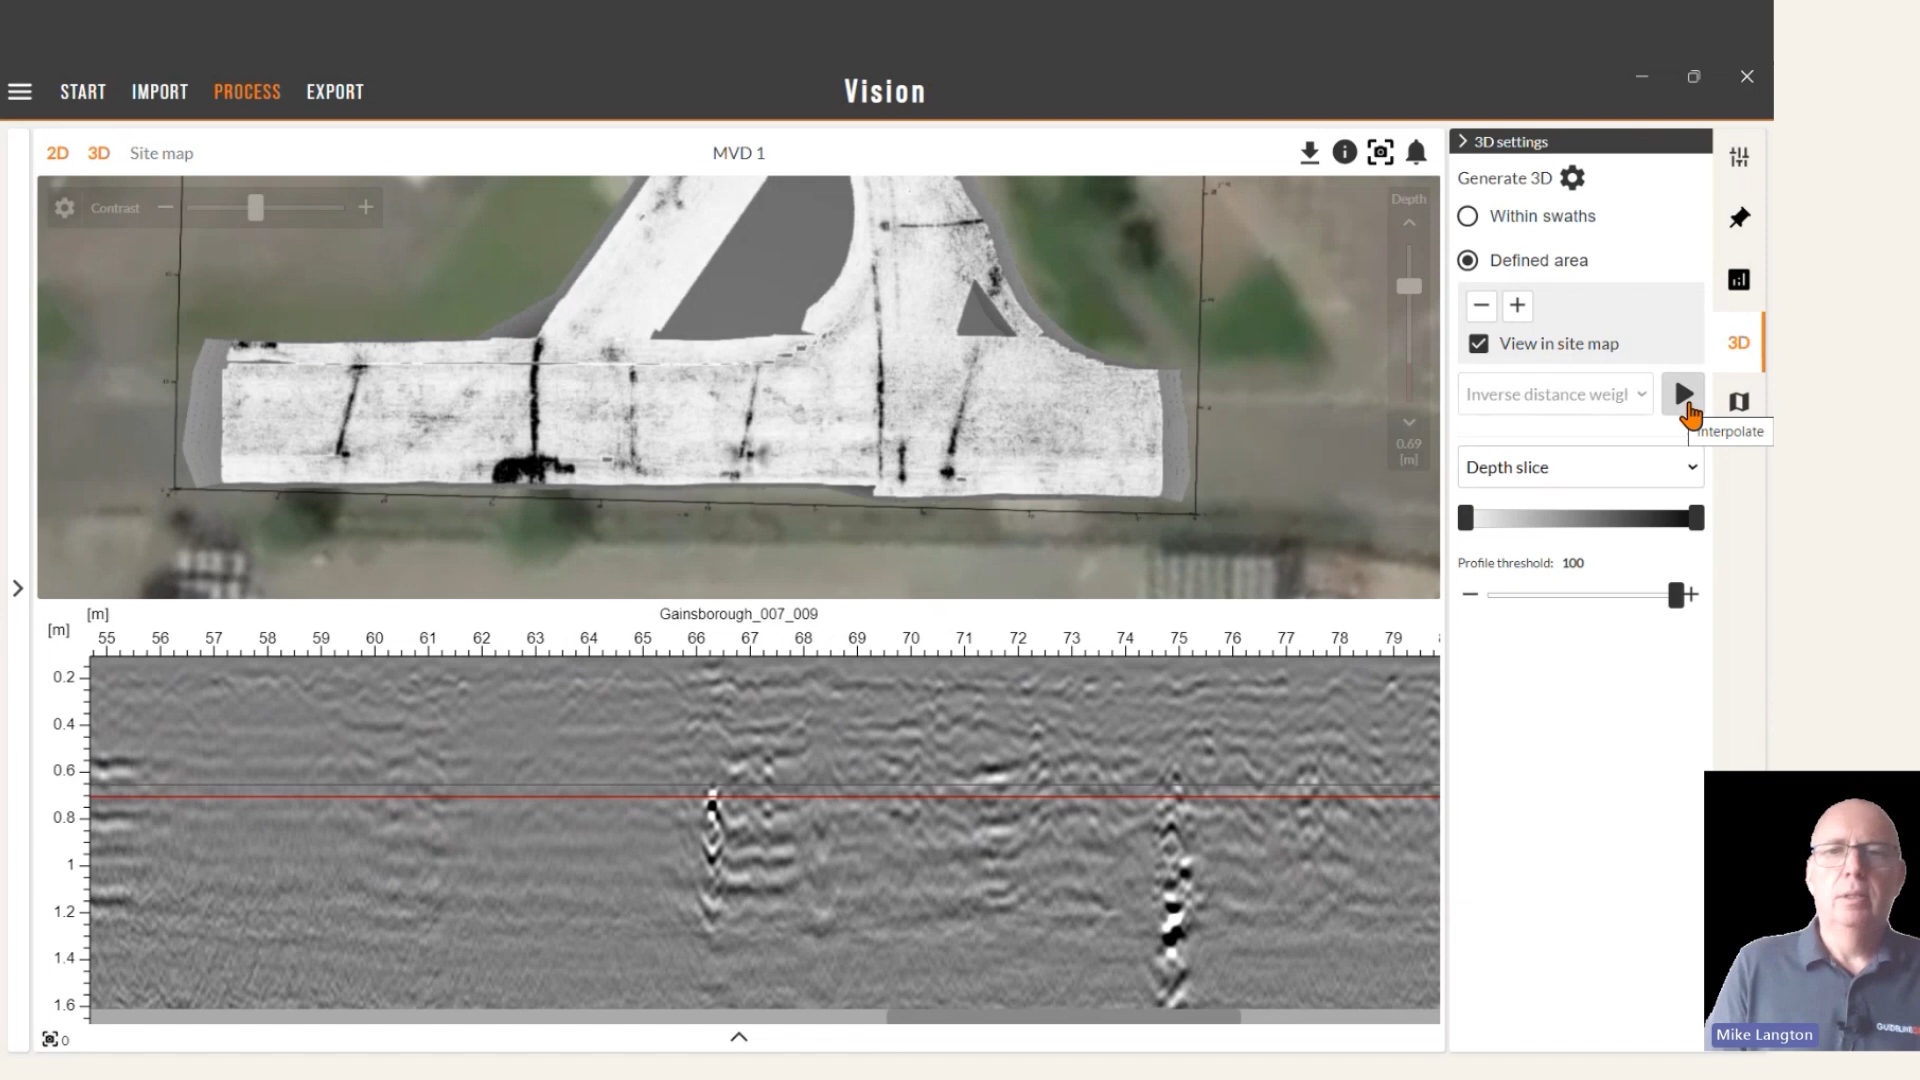 START IMPORT PROCESS EXPORT
Vision
2D 3D Site map
MVD 1
Contrast
Depth
0.69
[m]
Gainsborough_007_009
[m]
[m]
55 56 57 58 59 60 61 62 63 64 65 66 67 68 69 70 71 72 73 74 75 76 77 78 79
0.2
0.4
0.6
0.8
1
1.2
1.4
1.6
0
3D settings
Generate 3D
Within swaths
Defined area
View in site map
3D
Inverse distance weigl
Interpolate
Depth slice
Profile threshold: 100
GUIDELINE
Mike Langton